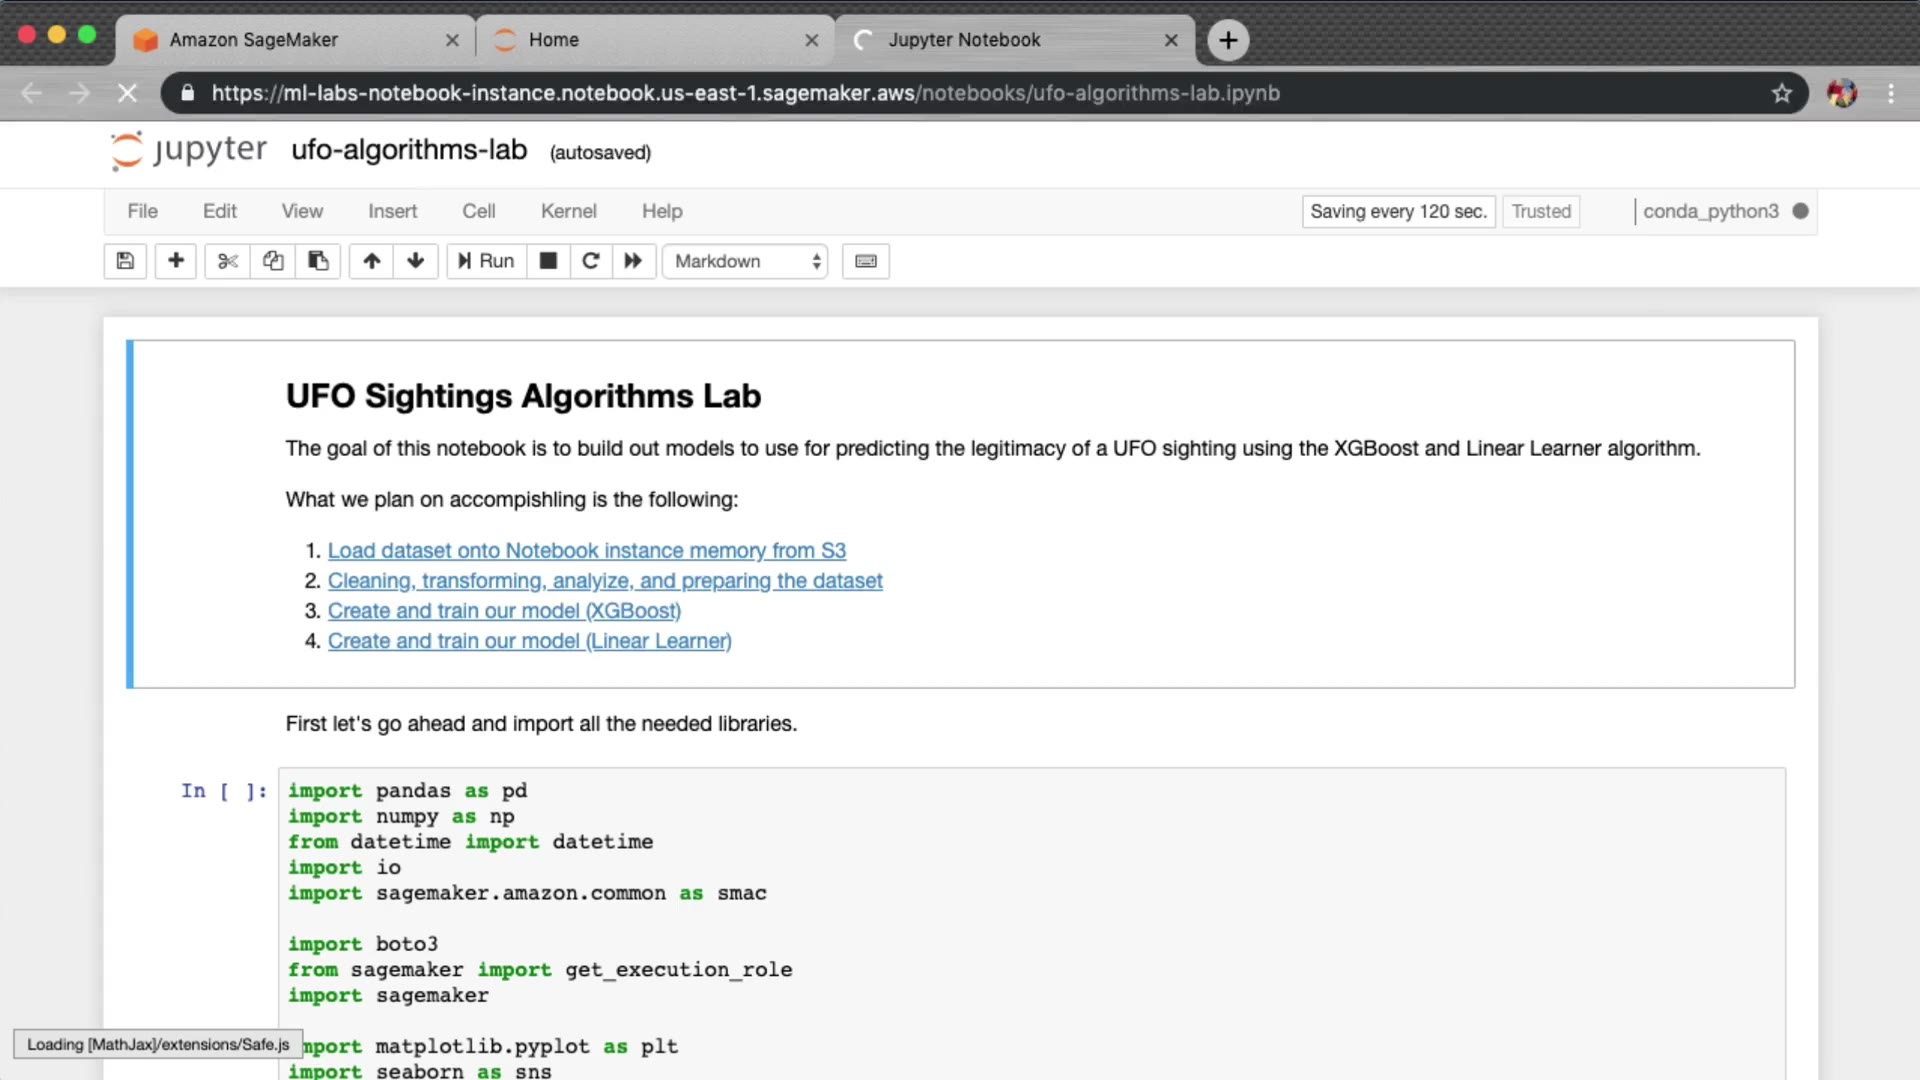 Amazon SageMaker
Home
Jupyter Notebook
https://ml-labs-notebook-instance.notebook.us-east-1.sagemaker.aws/notebooks/ufo-algorithms-lab.ipynb
jupyter ufo-algorithms-lab (autosaved)
File Edit View Insert Cell Kernel Help Saving every 120 sec. Trusted conda_python3
Run Markdown
UFO Sightings Algorithms Lab
The goal of this notebook is to build out models to use for predicting the legitimacy of a UFO sighting using the XGBoost and Linear Learner algorithm.
What we plan on accompishling is the following:
1. Load dataset onto Notebook instance memory from S3
2. Cleaning, transforming, analyize, and preparing the dataset
3. Create and train our model (XGBoost)
4. Create and train our model (Linear Learner)
First let's go ahead and import all the needed libraries.
In [ ]: import pandas as pd
import numpy as np
from datetime import datetime
import io
import sagemaker.amazon.common as smac
import boto3
from sagemaker import get_execution_role
import sagemaker
mport matplotlib.pyplot as plt
import seaborn as sns
Loading [MathJax]/extensions/Safe.js